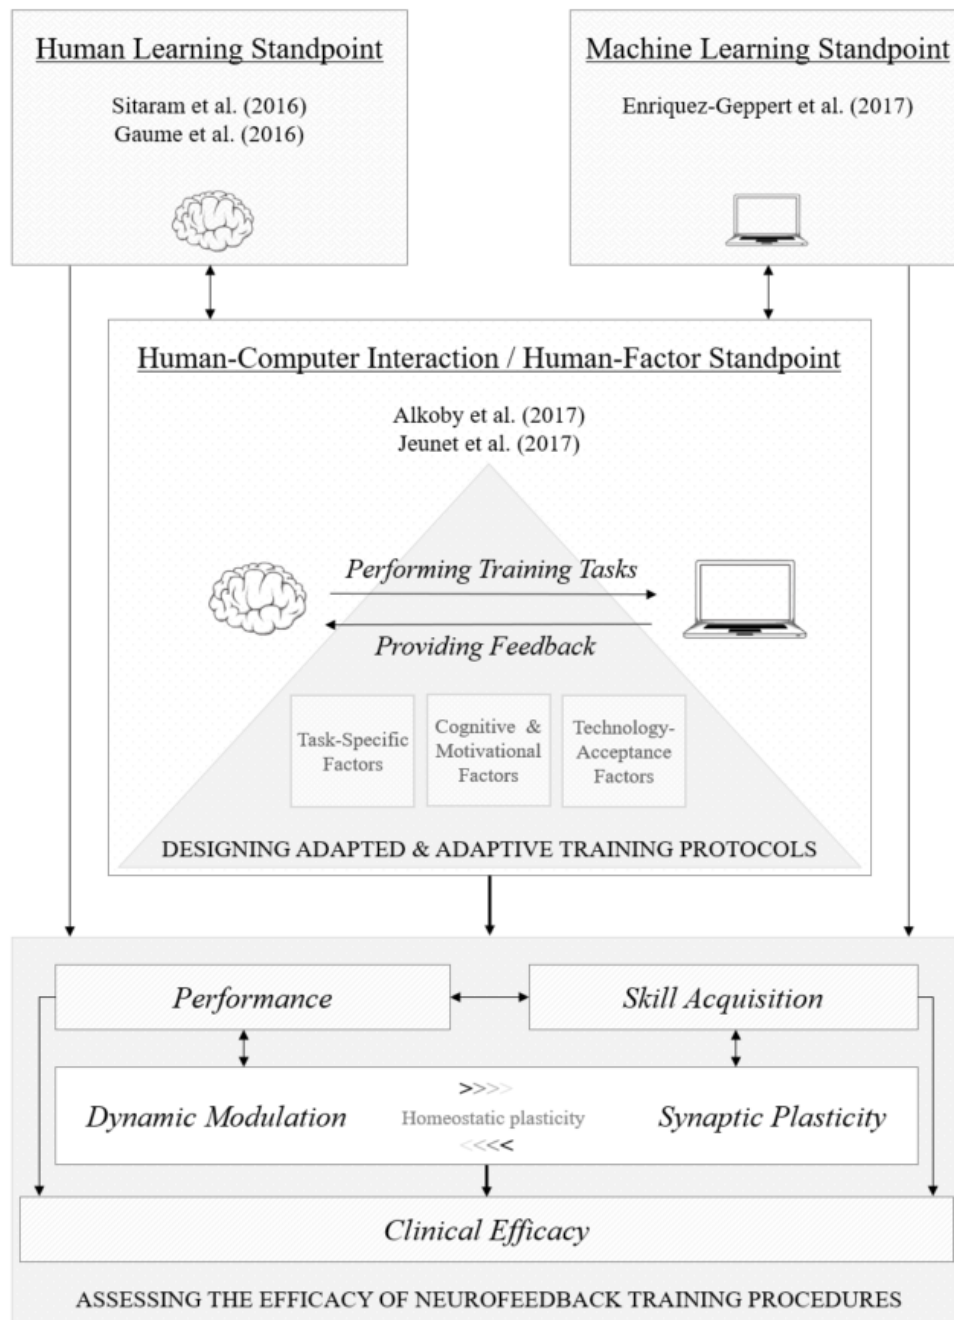 Human Learning Standpoint
Sitaram et al. (2016)
Gaume et al. (2016)
Machine Learning Standpoint
Enriquez-Geppert et al. (2017)
Human-Computer Interaction / Human-Factor Standpoint
Alkoby et al. (2017)
Jeunet et al. (2017)
Performing Training Tasks
Providing Feedback
Task-Specific
Factors
Cognitive &
Motivational
Factors
Technology-
Acceptance
Factors
DESIGNING ADAPTED & ADAPTIVE TRAINING PROTOCOLS
Performance
Skill Acquisition
Dynamic Modulation
>>>>
Homeostatic plasticity
<<<<
Synaptic Plasticity
Clinical Efficacy
ASSESSING THE EFFICACY OF NEUROFEEDBACK TRAINING PROCEDURES